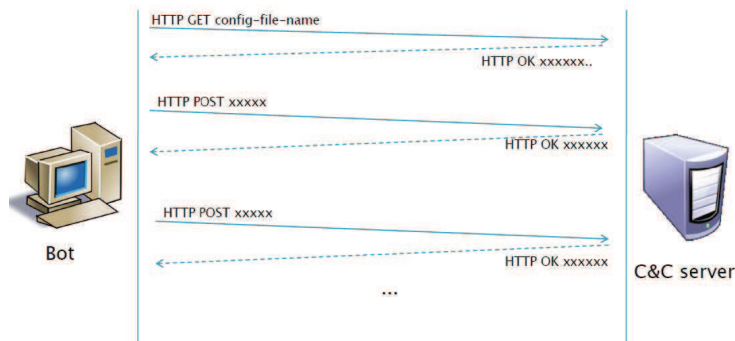 HTTP GET config-file-name
HTTP OK xxxxxx..
HTTP POST xxxxx
HTTP OK xxxxxx
HTTP POST xxxxx
HTTP OK xxxxxx
Bot
C&C server
...